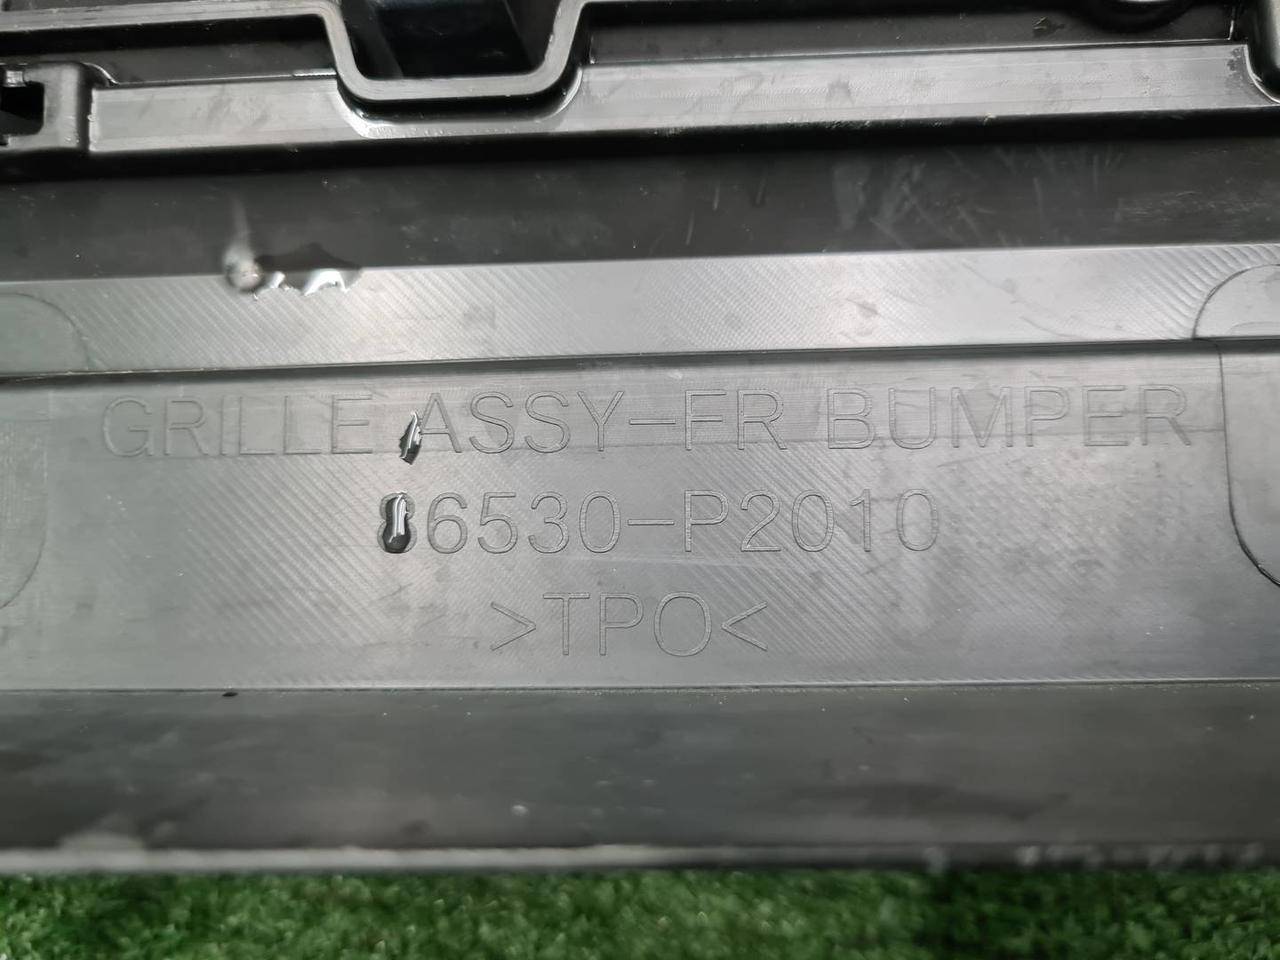 GRILLE ASSY-FR BUMPER
86530-P2010
>TPO<